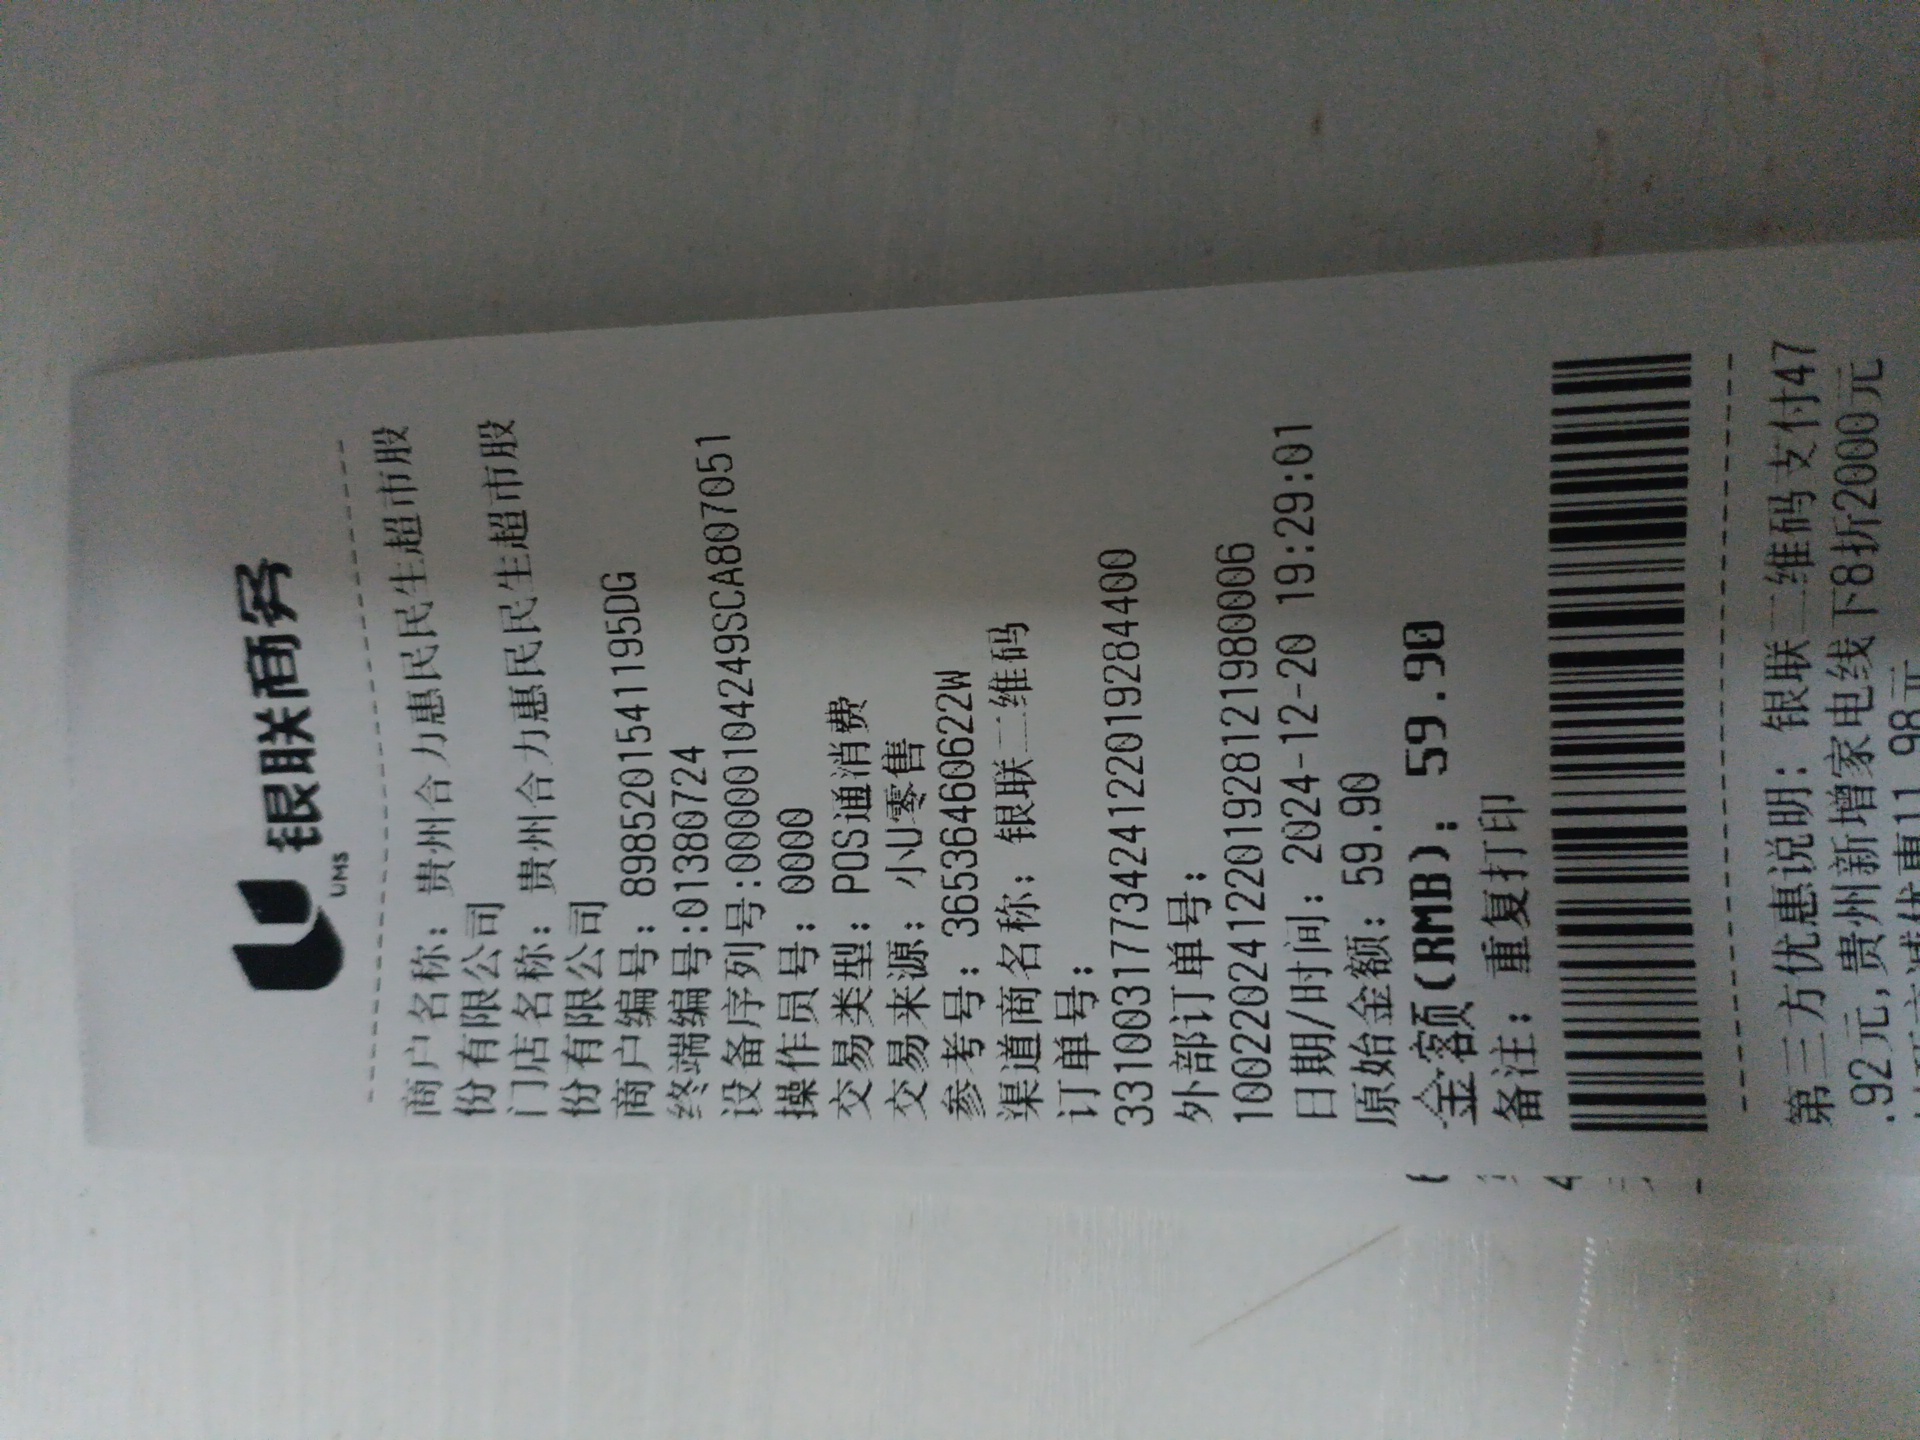 银联商务
UMS
商户名称: 贵州合力惠民民生超市股
份有限公司
门店名称: 贵州合力惠民民生超市股
份有限公司
商户编号: 89852015411195DG
终端编号:01380724
设备序列号:00000104249SCA807051
操作员号: 0000
交易类型: POS通消费
交易来源: 小U零售
参考号: 36536460622W
渠道商名称: 银联二维码
订单号:
33100317734241220192844​00
外部订单号:
10022024122019281219800​06
日期/时间: 2024-12-20 19:29:01
原始金额: 59.90
金额(RMB): 59.90
备注: 重复打印
第三方优惠说明: 银联二维码支付47
.92元,贵州新增家电线下8折2000元